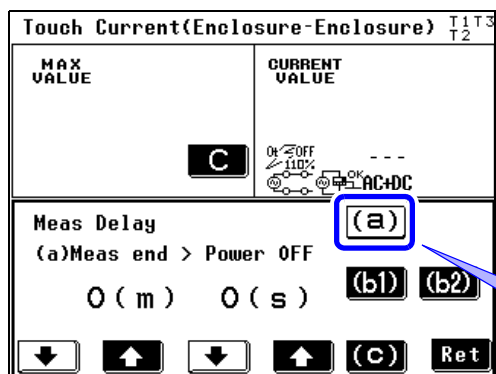 Touch Current(Enclosure-Enclosure) T1T3
T2
MAX
VALUE
C
CURRENT
VALUE
OFF
110%
---
OK
AC+DC
Meas Delay
(a)
(a)Meas end > Power OFF
0(m) 0(s)
(b1) (b2)
(c) Ret